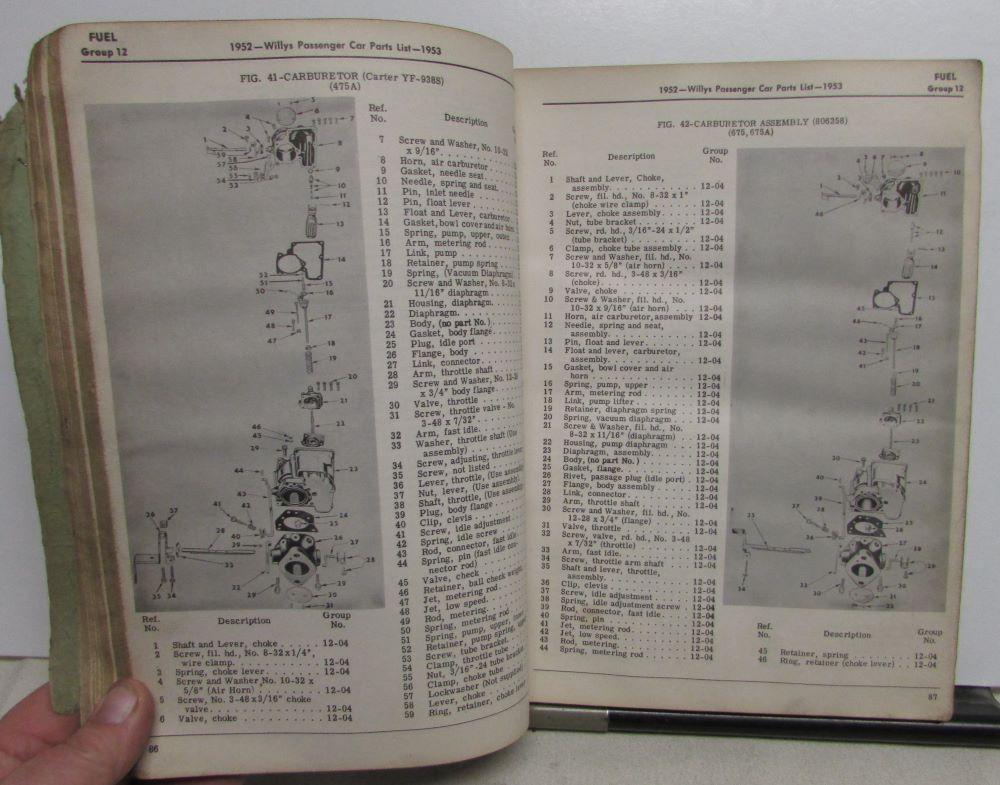 FUEL
Group 12
1952—Willys Passenger Car Parts List—1953
FIG. 41-CARBURETOR (Carter YF-938S)
(475A)
Ref.
No.
Description
7 Screw and Washer, No. 10-32
x 9/16" .
8 Horn, air carburetor
9 Gasket, needle seat
10 Needle, spring and seat
11 Pin, inlet needle
12 Pin, float lever
13 Float and Lever, carburetor
14 Gasket, bowl cover and air horn
15 Spring, pump, upper, outer
16 Arm, metering rod
17 Link, pump
18 Retainer, pump spring
19 Spring, (Vacuum Diaphragm)
20 Screw and Washer, No. 8-32 x
11/16" diaphragm
21 Housing, diaphragm
22 Diaphragm
23 Body, (no part No.)
24 Gasket, body flange
25 Plug, idle port
26 Flange, body
27 Link, connector
28 Arm, throttle shaft
29 Screw and Washer, No. 12-28
x 3/4" body flange
30 Valve, throttle
31 Screw, throttle valve - No.
3-48 x 7/32"
32 Arm, fast idle
33 Washer, throttle shaft (Use
assembly)
34 Screw, adjusting, throttle lever
35 Screw, not listed
36 Lever, throttle, (Use assembly)
37 Nut, lever, (Use assembly)
38 Shaft, throttle, (Use assembly)
39 Plug, body flange
40 Clip, clevis
41 Screw, idle adjustment
42 Spring, idle screw
43 Rod, connector, fast idle
44 Spring, pin (fast idle con-
nector rod)
45 Valve, check
46 Retainer, ball check weight
47 Jet, metering rod
48 Jet, low speed
49 Rod, metering
50 Spring, metering rod
51 Spring, pump, upper, inner
52 Retainer, pump spring, upper
53 Screw, tube bracket
54 Clamp, throttle tube
55 Nut, 3/16"-24 tube bracket
56 Clamp, choke tube
57 Lockwasher (Not supplied)
58 Lever, choke
59 Ring, retainer, choke lever
Ref.
No.
Description
Group
No.
1 Shaft and Lever, choke 12-04
2 Screw, fil. hd., No. 8-32x1/4",
wire clamp 12-04
3 Spring, choke lever 12-04
4 Screw and Washer No. 10-32 x
5/8" (Air Horn) 12-04
5 Screw, No. 3-48x3/16" choke
valve 12-04
6 Valve, choke 12-04
86
1952—Willys Passenger Car Parts List—1953
FUEL
Group 12
FIG. 42-CARBURETOR ASSEMBLY (806258)
(675, 675A)
Ref.
No.
Description
Group
No.
1 Shaft and Lever, Choke,
assembly 12-04
2 Screw, fil. hd., No. 8-32 x 1"
(choke wire clamp) 12-04
3 Lever, choke assembly 12-04
4 Nut, tube bracket 12-04
5 Screw, rd. hd., 3/16"-24 x 1/2"
(tube bracket) 12-04
6 Clamp, choke tube assembly 12-04
7 Screw and Washer, fil. hd., No.
10-32 x 5/8" (air horn) 12-04
8 Screw, rd. hd., 3-48 x 3/16"
(choke) 12-04
9 Valve, choke 12-04
10 Screw & Washer, fil. hd., No.
10-32 x 9/16" (air horn) 12-04
11 Horn, air carburetor, assembly 12-04
12 Needle, spring and seat,
assembly 12-04
13 Pin, float and lever 12-04
14 Float and lever, carburetor,
assembly 12-04
15 Gasket, bowl cover and air
horn 12-04
16 Spring, pump, upper 12-04
17 Arm, metering rod 12-04
18 Link, pump lifter 12-04
19 Retainer, diaphragm spring 12-04
20 Spring, vacuum diaphragm 12-04
21 Screw & Washer, fil. hd., No.
8-32 x 11/16" (diaphragm) 12-04
22 Housing, pump diaphragm 12-04
23 Diaphragm, assembly 12-04
24 Body, (no part No.) 12-04
25 Gasket, flange 12-04
26 Rivet, passage plug (idle port) 12-04
27 Flange, body assembly 12-04
28 Link, connector 12-04
29 Arm, throttle shaft 12-04
30 Screw and Washer, fil. hd., No.
12-28 x 3/4" (flange) 12-04
31 Valve, throttle 12-04
32 Screw, valve, rd. hd., No. 3-48
x 7/32" (throttle) 12-04
33 Arm, fast idle 12-04
34 Screw, throttle arm shaft 12-04
35 Shaft and lever, throttle,
assembly 12-04
36 Clip, clevis 12-04
37 Screw, idle adjustment 12-04
38 Spring, idle adjustment screw 12-04
39 Rod, connector, fast idle 12-04
40 Spring, pin 12-04
41 Jet, metering rod 12-04
42 Jet, low speed 12-04
43 Rod, metering 12-04
44 Spring, metering rod 12-04
Ref.
No.
Description
Group
No.
45 Retainer, spring 12-04
46 Ring, retainer (choke lever) 12-04
87